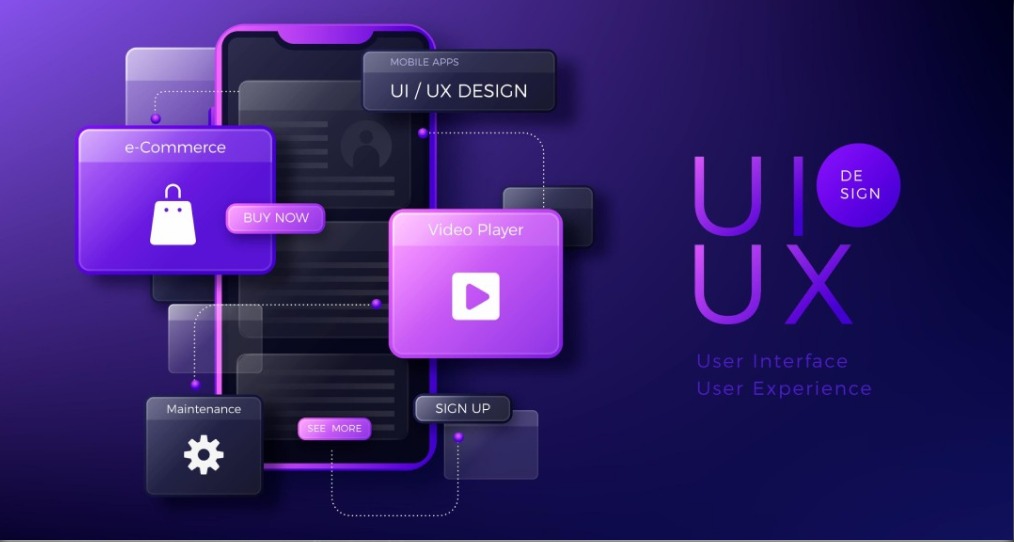 MOBILE APPS
UI / UX DESIGN
e-Commerce
BUY NOW
Video Player
Maintenance
SEE MORE
SIGN UP
UI
DE
SIGN
UX
User Interface
User Experience